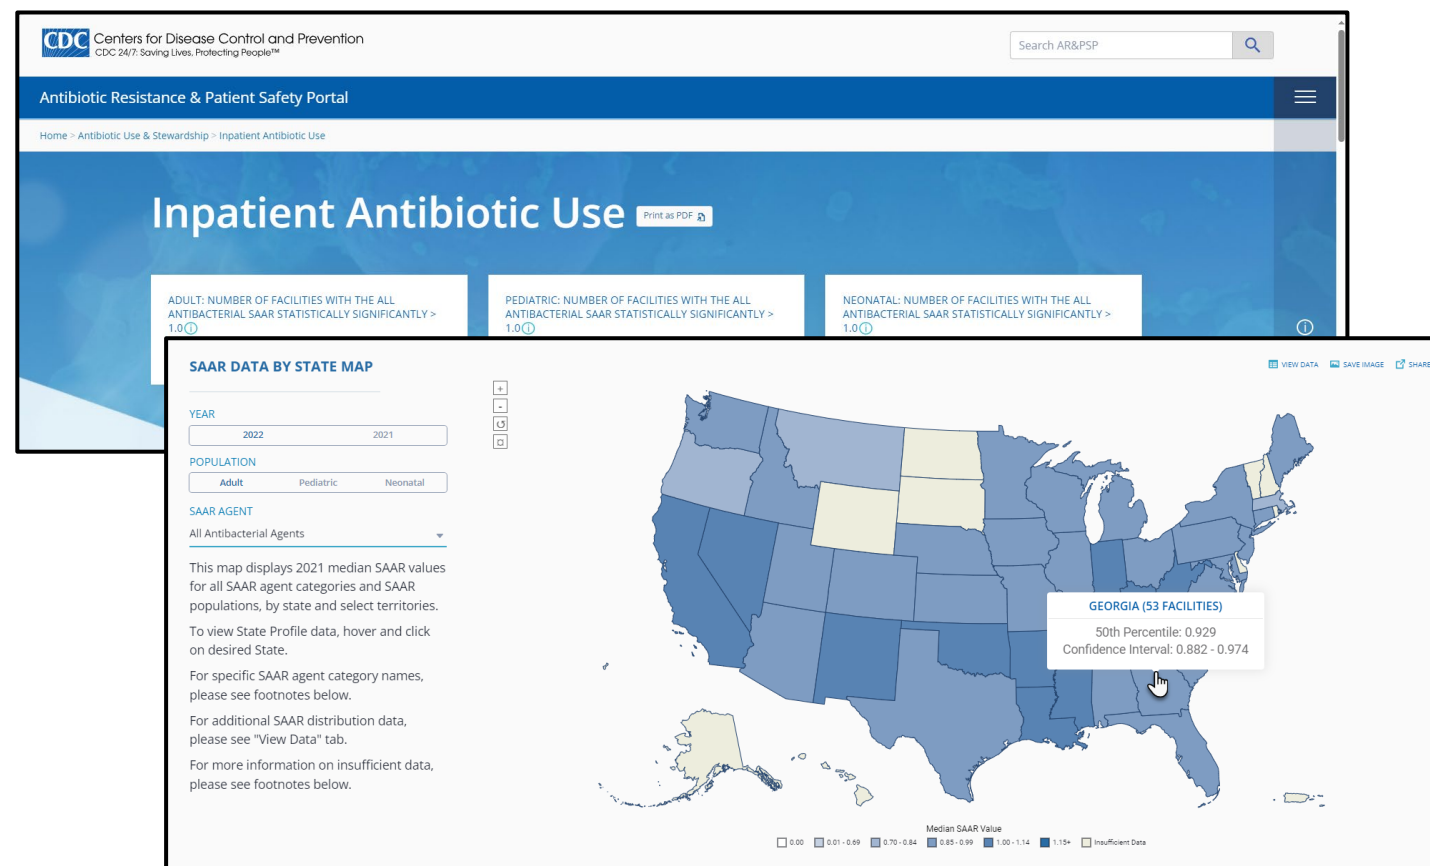 CDC
Centers for Disease Control and Prevention
CDC 24/7: Saving Lives, Protecting People™
Search AR&PSP
Antibiotic Resistance & Patient Safety Portal
Home > Antibiotic Use & Stewardship > Inpatient Antibiotic Use
Inpatient Antibiotic Use
Print as PDF
ADULT: NUMBER OF FACILITIES WITH THE ALL
ANTIBACTERIAL SAAR STATISTICALLY SIGNIFICANTLY >
1.0
PEDIATRIC: NUMBER OF FACILITIES WITH THE ALL
ANTIBACTERIAL SAAR STATISTICALLY SIGNIFICANTLY >
1.0
NEONATAL: NUMBER OF FACILITIES WITH THE ALL
ANTIBACTERIAL SAAR STATISTICALLY SIGNIFICANTLY >
1.0
SAAR DATA BY STATE MAP
VIEW DATA SAVE IMAGE SHARE
YEAR
2022 2021
POPULATION
Adult Pediatric Neonatal
SAAR AGENT
All Antibacterial Agents
This map displays 2021 median SAAR values
for all SAAR agent categories and SAAR
populations, by state and select territories.
To view State Profile data, hover and click
on desired State.
For specific SAAR agent category names,
please see footnotes below.
For additional SAAR distribution data,
please see "View Data" tab.
For more information on insufficient data,
please see footnotes below.
+
-
GEORGIA (53 FACILITIES)
50th Percentile: 0.929
Confidence Interval: 0.882 - 0.974
Median SAAR Value
0.00 0.01 - 0.69 0.70 - 0.84 0.85 - 0.99 1.00 - 1.14 1.15+ Insufficient Data